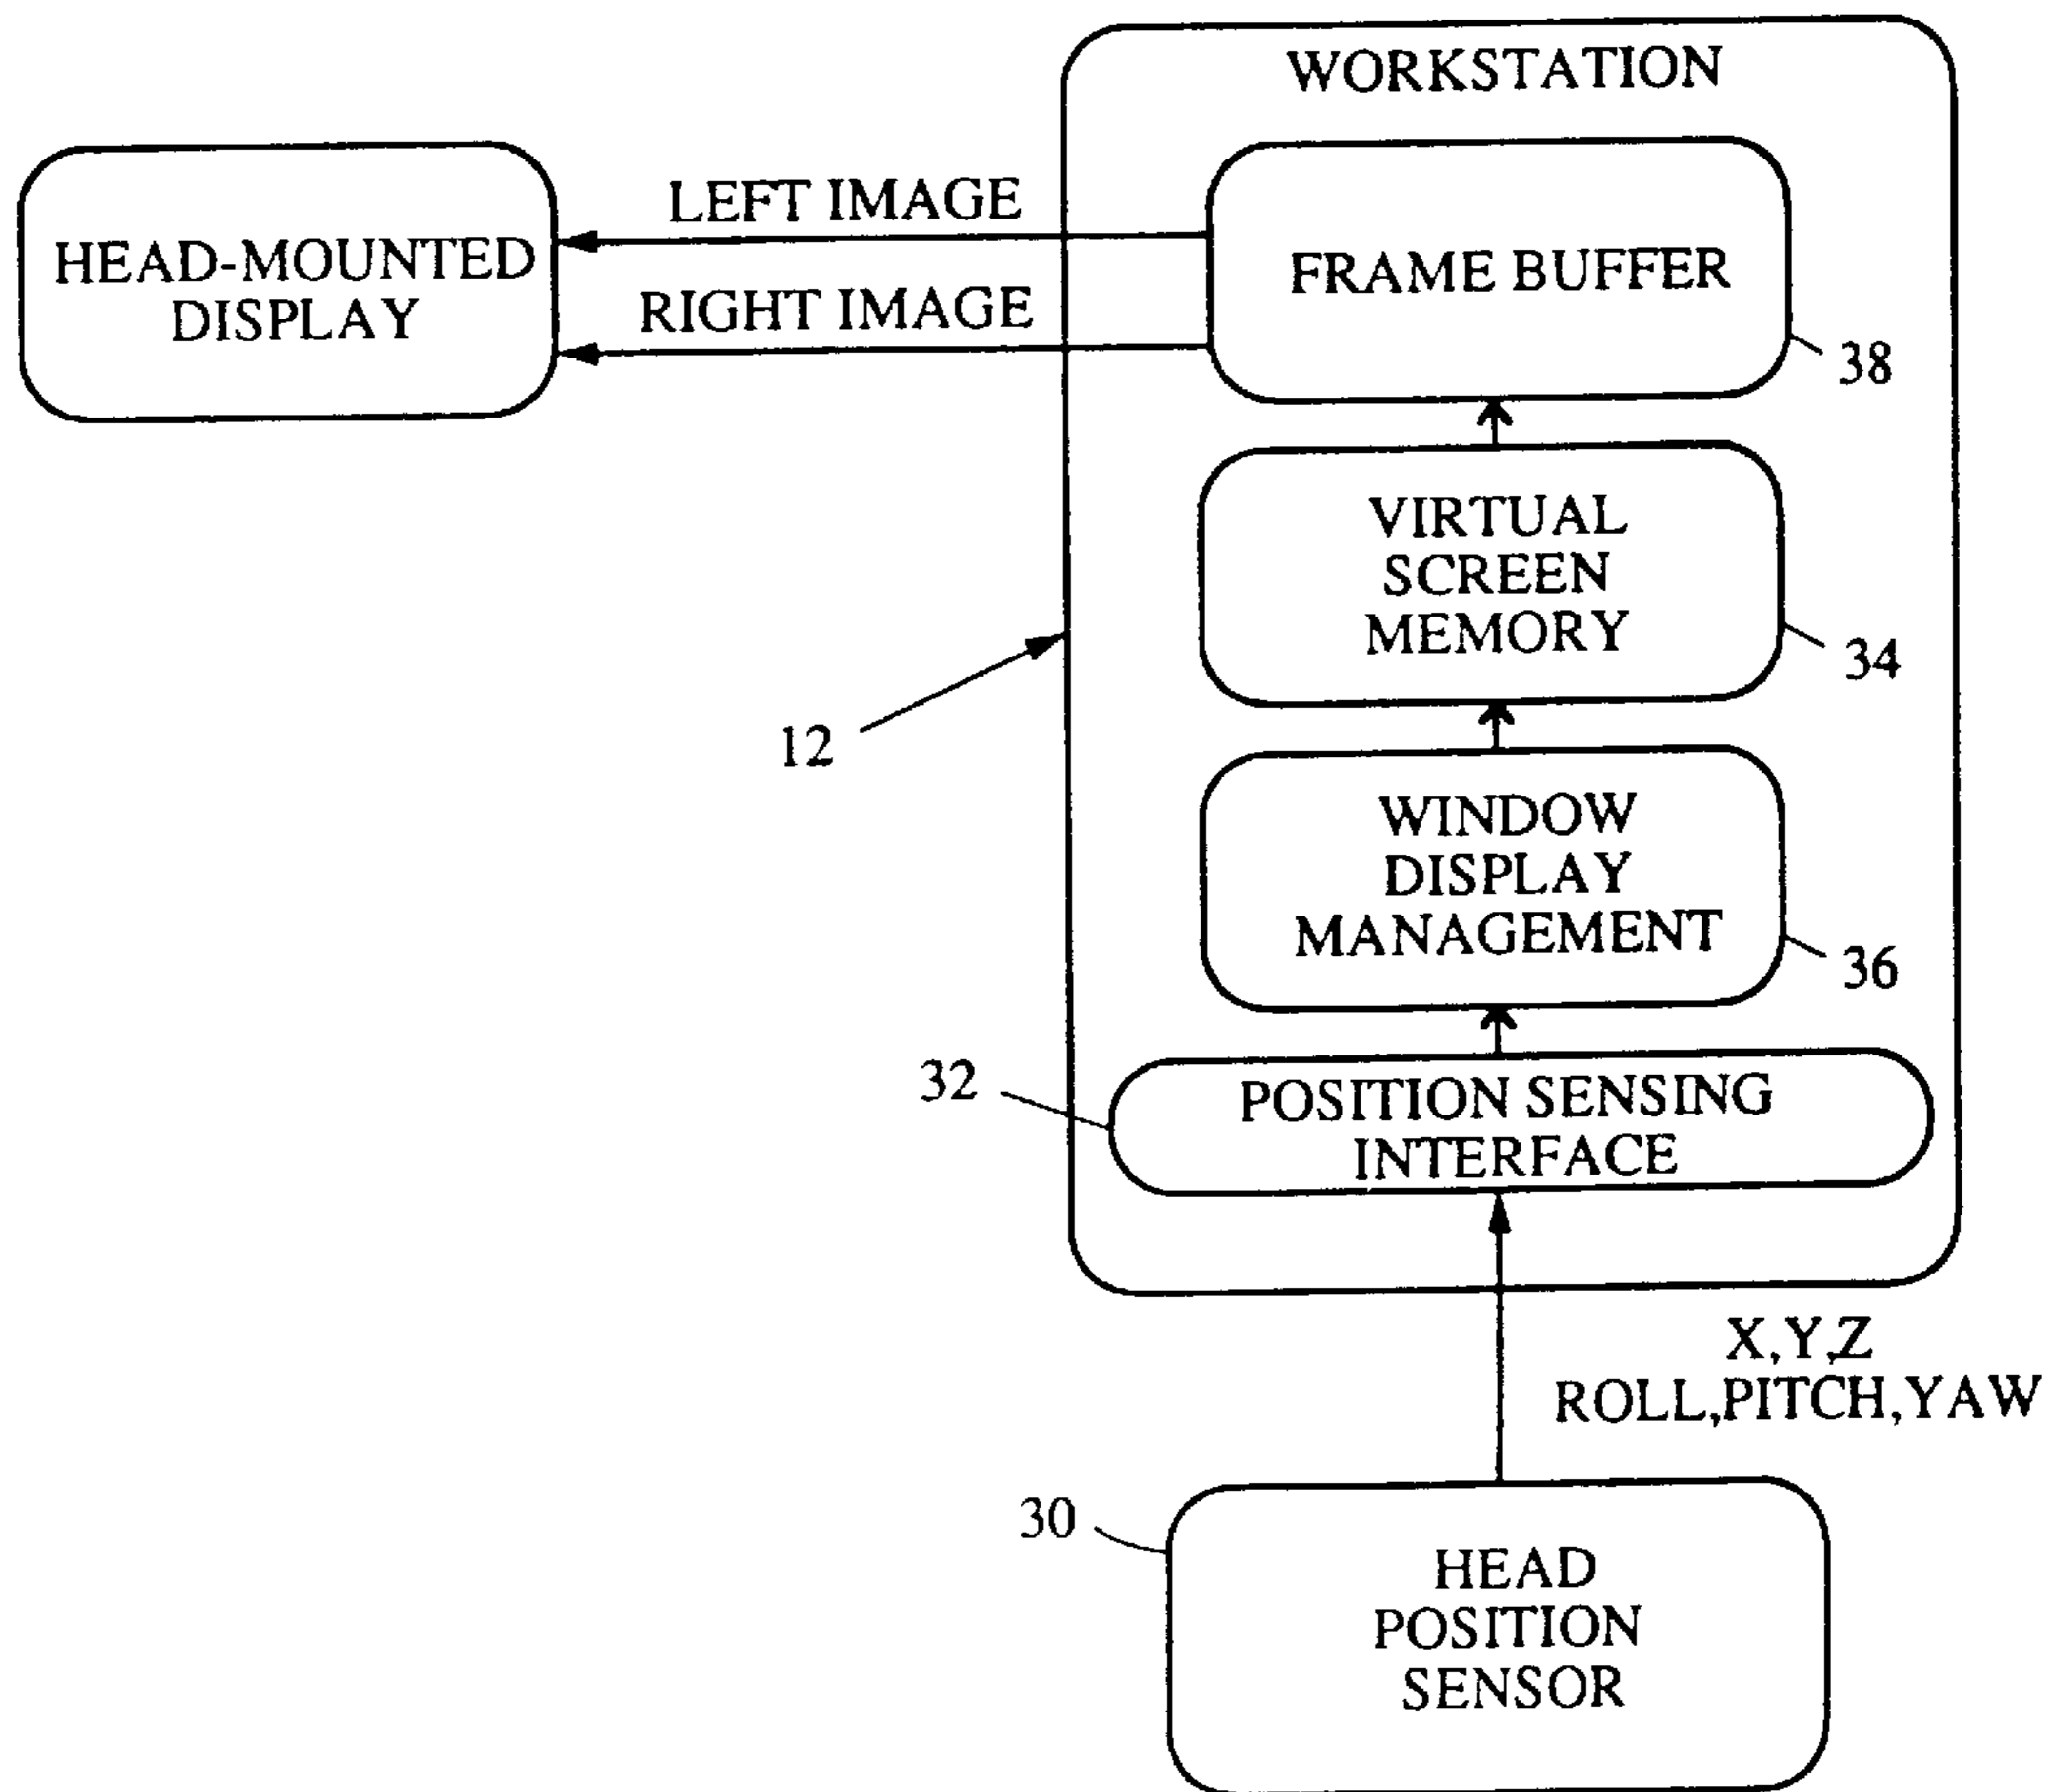 WORKSTATION
HEAD-MOUNTED
DISPLAY
LEFT IMAGE
RIGHT IMAGE
FRAME BUFFER
38
VIRTUAL
SCREEN
MEMORY
34
12
WINDOW
DISPLAY
MANAGEMENT
36
32
POSITION SENSING
INTERFACE
X,Y,Z
ROLL,PITCH,YAW
30
HEAD
POSITION
SENSOR